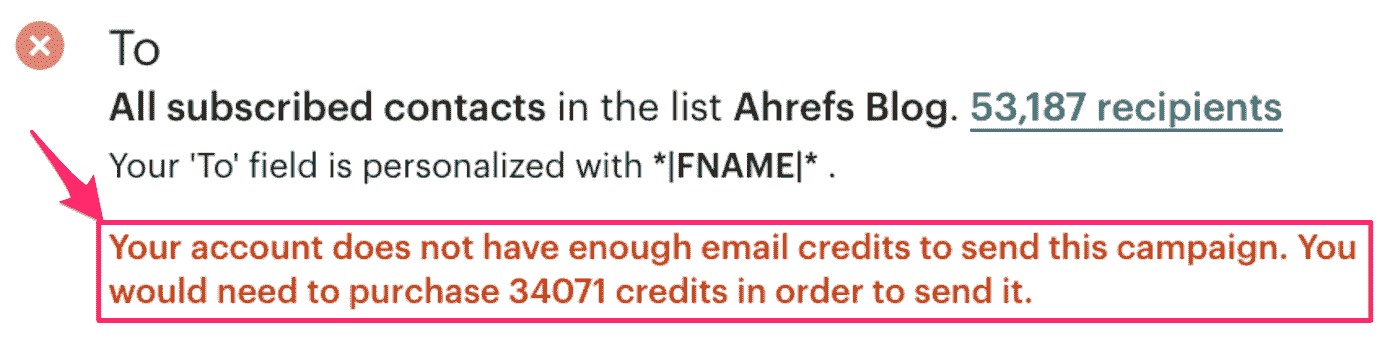 To
All subscribed contacts in the list Ahrefs Blog. 53,187 recipients
Your 'To' field is personalized with *|FNAME|* .
Your account does not have enough email credits to send this campaign. You
would need to purchase 34071 credits in order to send it.